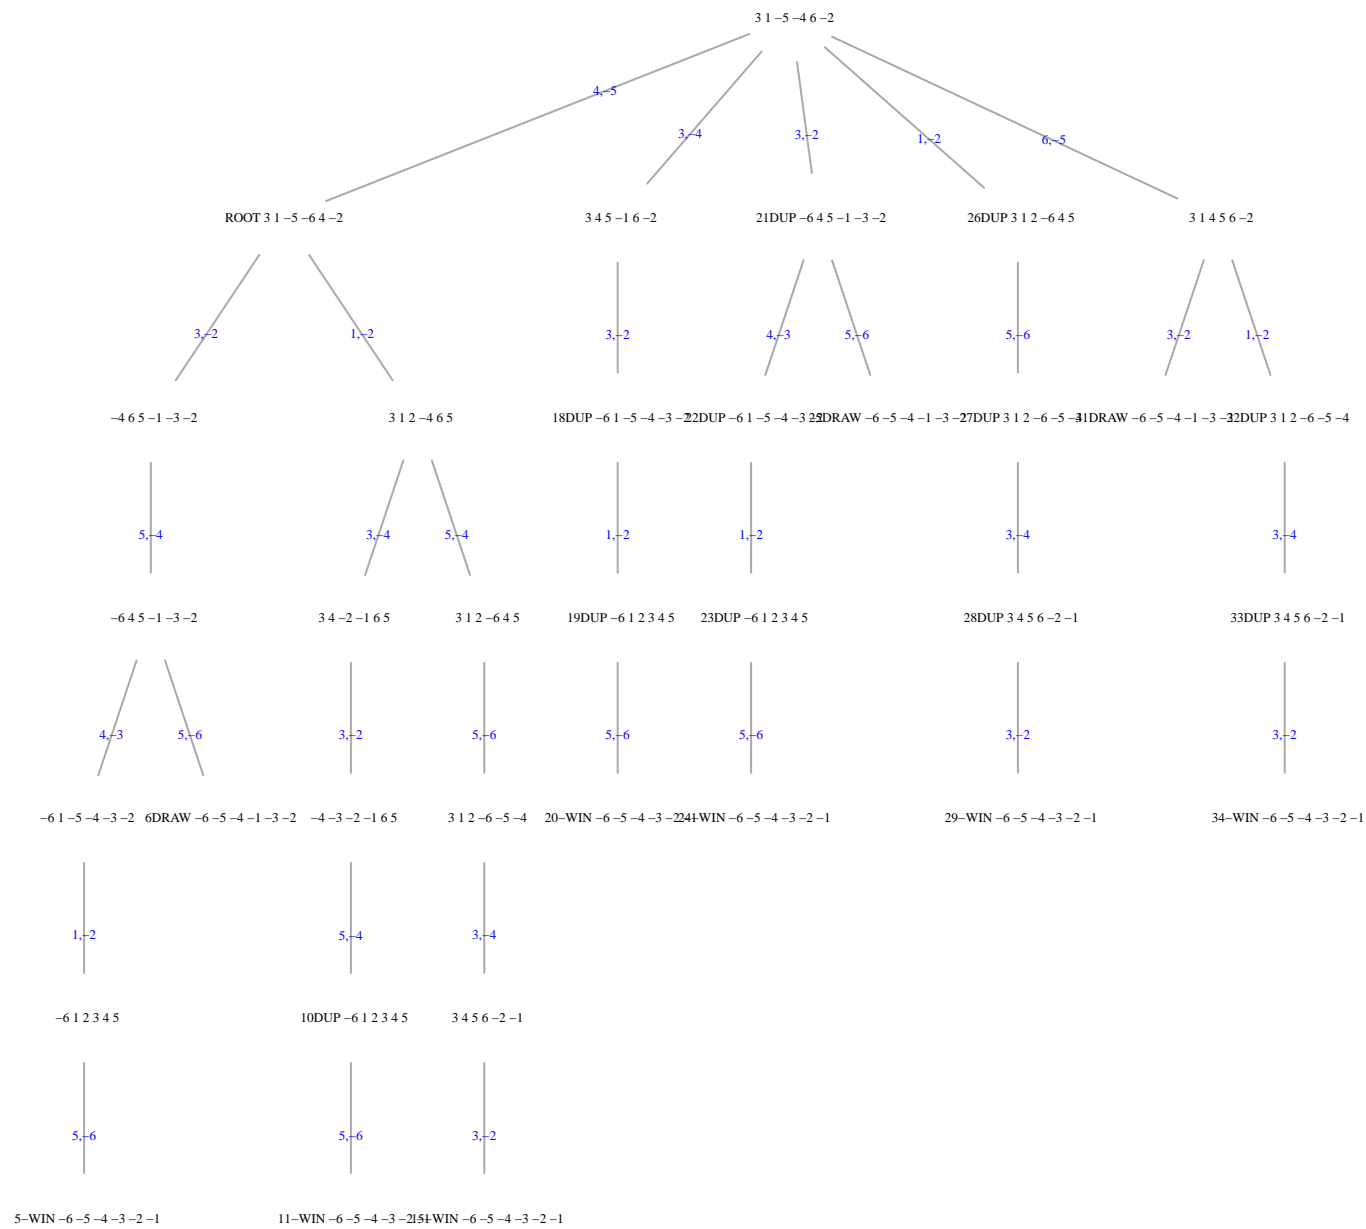 3 1 −5 −4 6 −2
4,−5
3,−4
3,−2
1,−2
6,−5
ROOT 3 1 −5 −6 4 −2
3 4 5 −1 6 −2
21DUP −6 4 5 −1 −3 −2
26DUP 3 1 2 −6 4 5
3 1 4 5 6 −2
3,−2
1,−2
3,−2
4,−3
5,−6
5,−6
3,−2
1,−2
−4 6 5 −1 −3 −2
3 1 2 −4 6 5
18DUP −6 1 −5 −4 −3 −2
22DUP −6 1 −5 −4 −3 −2
DRAW −6 −5 −4 −1 −3 −2
27DUP 3 1 2 −6 −5 −4
DRAW −6 −5 −4 −1 −3 −2
32DUP 3 1 2 −6 −5 −4
5,−4
3,−4
5,−4
1,−2
1,−2
3,−4
3,−4
−6 4 5 −1 −3 −2
3 4 −2 −1 6 5
3 1 2 −6 4 5
19DUP −6 1 2 3 4 5
23DUP −6 1 2 3 4 5
28DUP 3 4 5 6 −2 −1
33DUP 3 4 5 6 −2 −1
4,−3
5,−6
3,−2
5,−6
5,−6
5,−6
3,−2
3,−2
−6 1 −5 −4 −3 −2
6DRAW −6 −5 −4 −1 −3 −2
−4 −3 −2 −1 6 5
3 1 2 −6 −5 −4
20−WIN −6 −5 −4 −3 −2 −1
24−WIN −6 −5 −4 −3 −2 −1
29−WIN −6 −5 −4 −3 −2 −1
34−WIN −6 −5 −4 −3 −2 −1
1,−2
5,−4
3,−4
−6 1 2 3 4 5
10DUP −6 1 2 3 4 5
3 4 5 6 −2 −1
5,−6
5,−6
3,−2
5−WIN −6 −5 −4 −3 −2 −1
11−WIN −6 −5 −4 −3 −2 −1
15−WIN −6 −5 −4 −3 −2 −1